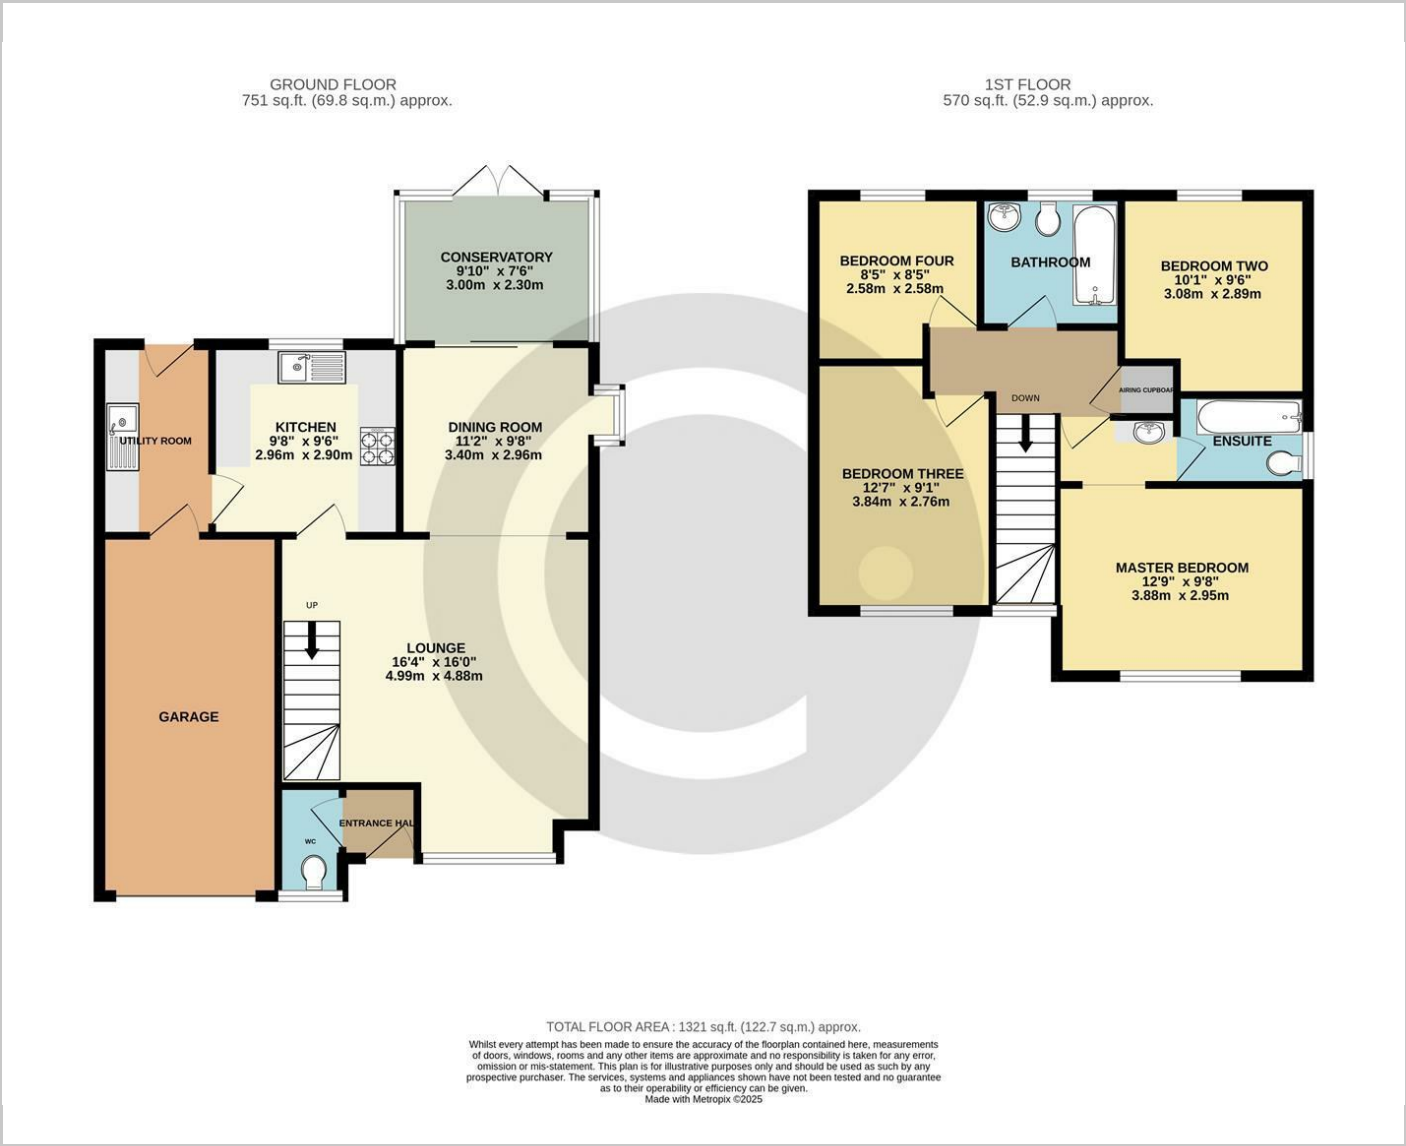 GROUND FLOOR
751 sq.ft. (69.8 sq.m.) approx.
1ST FLOOR
570 sq.ft. (52.9 sq.m.) approx.
CONSERVATORY
9'10" x 7'6"
3.00m x 2.30m
UTILITY ROOM
KITCHEN
9'8" x 9'6"
2.96m x 2.90m
DINING ROOM
11'2" x 9'8"
3.40m x 2.96m
UP
LOUNGE
16'4" x 16'0"
4.99m x 4.88m
GARAGE
ENTRANCE HAL
WC
BEDROOM FOUR
8'5" x 8'5"
2.58m x 2.58m
BATHROOM
BEDROOM TWO
10'1" x 9'6"
3.08m x 2.89m
DOWN
AIRING CUPBOAR
ENSUITE
BEDROOM THREE
12'7" x 9'1"
3.84m x 2.76m
MASTER BEDROOM
12'9" x 9'8"
3.88m x 2.95m
TOTAL FLOOR AREA : 1321 sq.ft. (122.7 sq.m.) approx.
Whilst every attempt has been made to ensure the accuracy of the floorplan contained here, measurements
of doors, windows, rooms and any other items are approximate and no responsibility is taken for any error,
omission or mis-statement. This plan is for illustrative purposes only and should be used as such by any
prospective purchaser. The services, systems and appliances shown have not been tested and no guarantee
as to their operability or efficiency can be given.
Made with Metropix ©2025